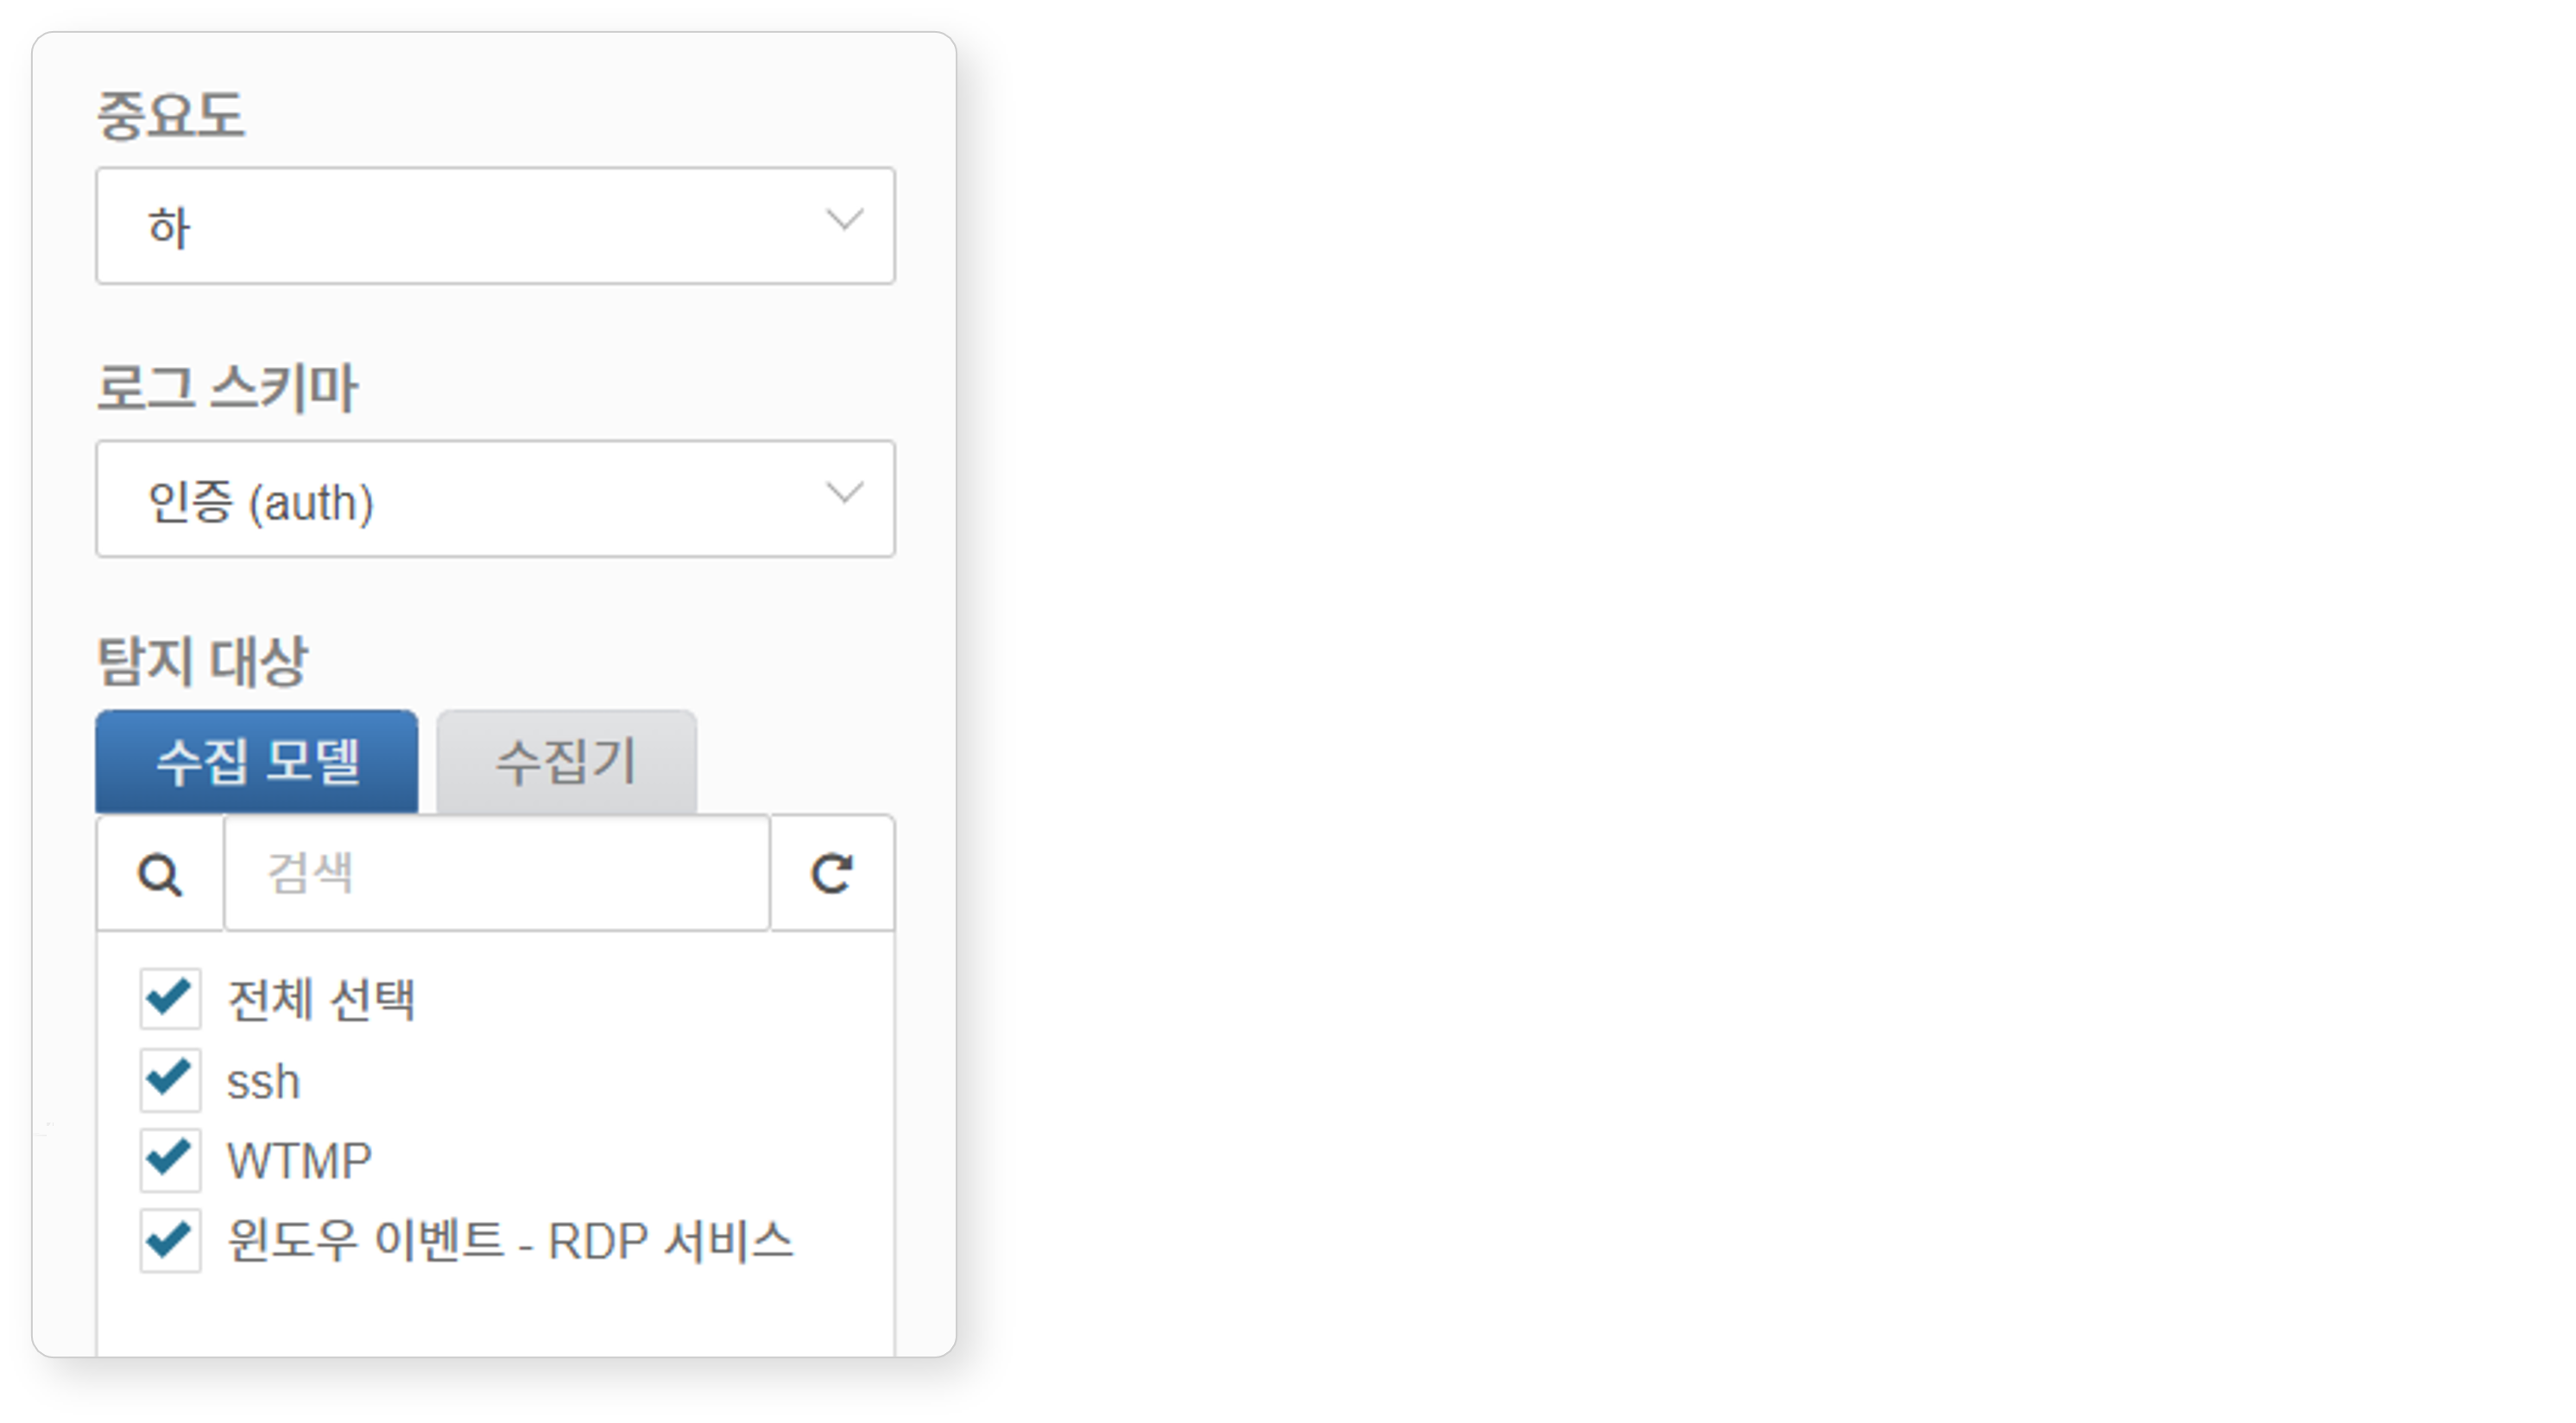 중요도
하
로그 스키마
인증 (auth)
탐지 대상
수집 모델 수집기
검색
전체 선택
ssh
WTMP
윈도우 이벤트 - RDP 서비스